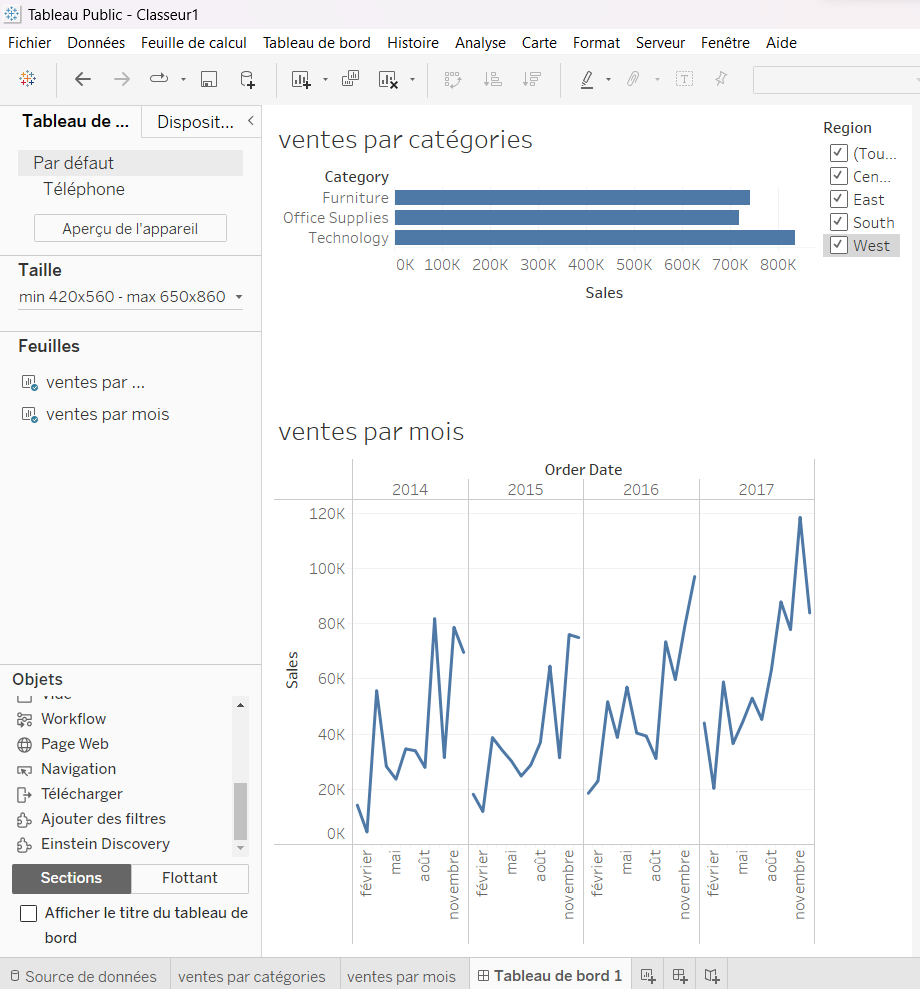 Tableau Public - Classeur1
Fichier Données Feuille de calcul Tableau de bord Histoire Analyse Carte Format Serveur Fenêtre Aide
Tableau de ... Disposit...
Par défaut
Téléphone
Aperçu de l'appareil
Taille
min 420x560 - max 650x860
Feuilles
ventes par ...
ventes par mois
Objets
Workflow
Page Web
Navigation
Télécharger
Ajouter des filtres
Einstein Discovery
Sections Flottant
Afficher le titre du tableau de
bord
ventes par catégories
Category
Furniture
Office Supplies
Technology
0K 100K 200K 300K 400K 500K 600K 700K 800K
Sales
Region
(Tou...
Cen...
East
South
West
ventes par mois
Order Date
2014 2015 2016 2017
120K
100K
80K
60K
40K
20K
0K
Sales
février mai août novembre février mai août novembre février mai août novembre février mai août novembre
Source de données ventes par catégories ventes par mois Tableau de bord 1